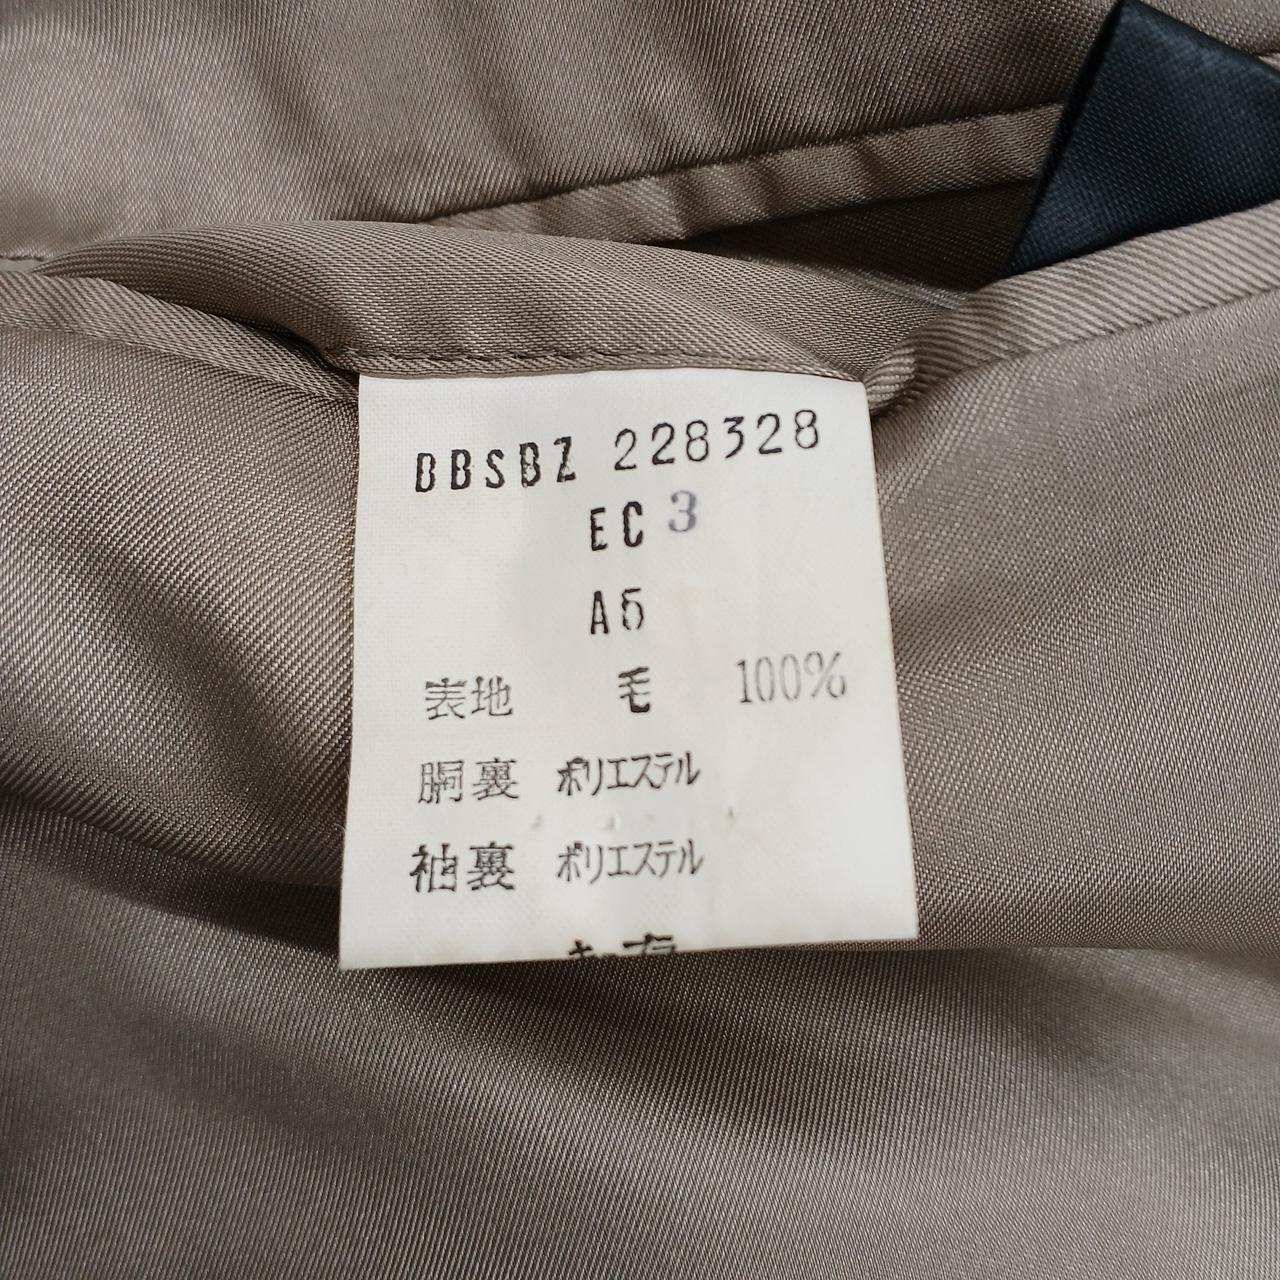 BBSBZ 228328
EC 3
A5
表地 毛 100%
胴裏 ポリエステル
袖裏 ポリエステル